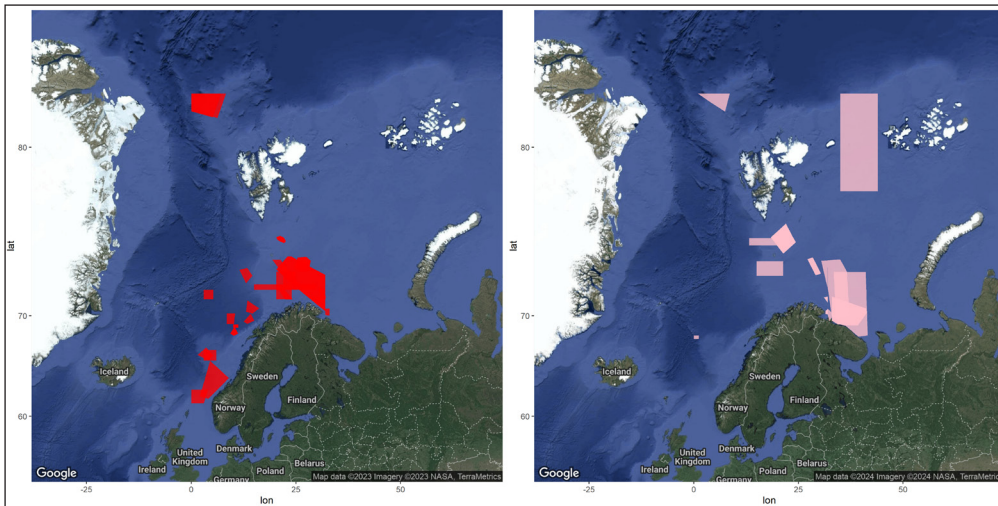 80
70
60
lat
Iceland
Sweden
Norway
Finland
United
Kingdom
Denmark
Ireland
Poland
Belarus
Germany
Google
Map data ©2023 Imagery ©2023 NASA, TerraMetrics
-25
0
25
50
lon
80
70
60
lat
Iceland
Sweden
Norway
Finland
United
Kingdom
Denmark
Ireland
Poland
Belarus
Germany
Google
Map data ©2024 Imagery ©2024 NASA, TerraMetrics
-25
0
25
50
lon